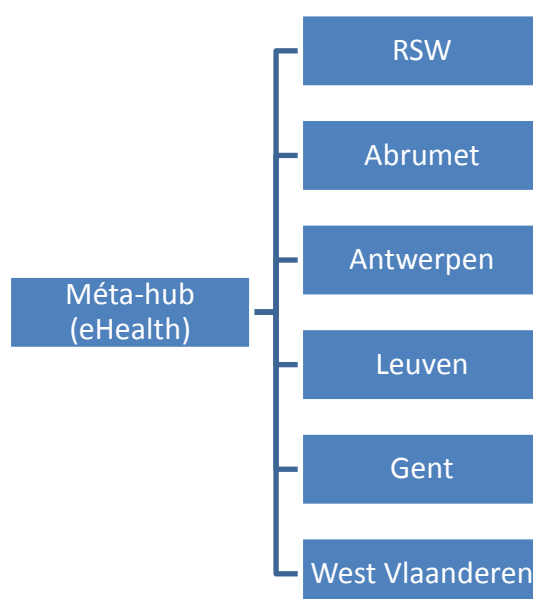 RSW
Abrumet
Antwerpen
Méta-hub
(eHealth)
Leuven
Gent
West Vlaanderen